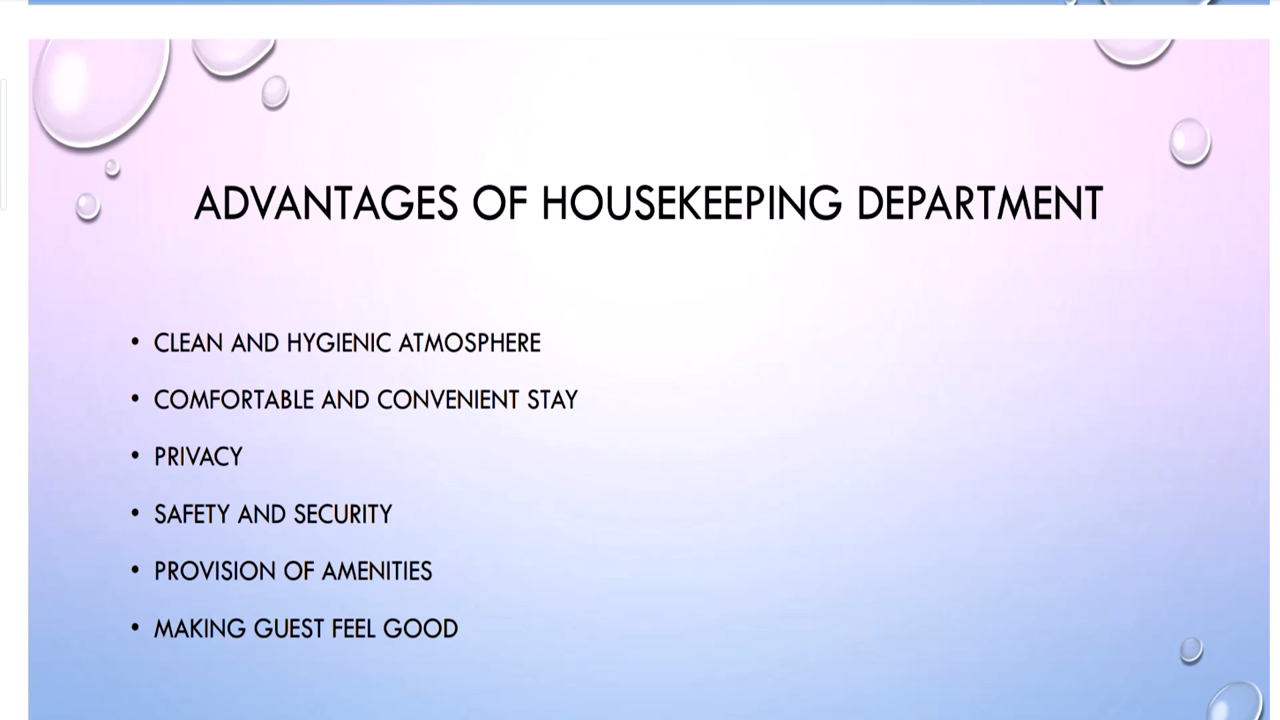 ADVANTAGES OF HOUSEKEEPING DEPARTMENT
• CLEAN AND HYGIENIC ATMOSPHERE
• COMFORTABLE AND CONVENIENT STAY
• PRIVACY
• SAFETY AND SECURITY
• PROVISION OF AMENITIES
• MAKING GUEST FEEL GOOD